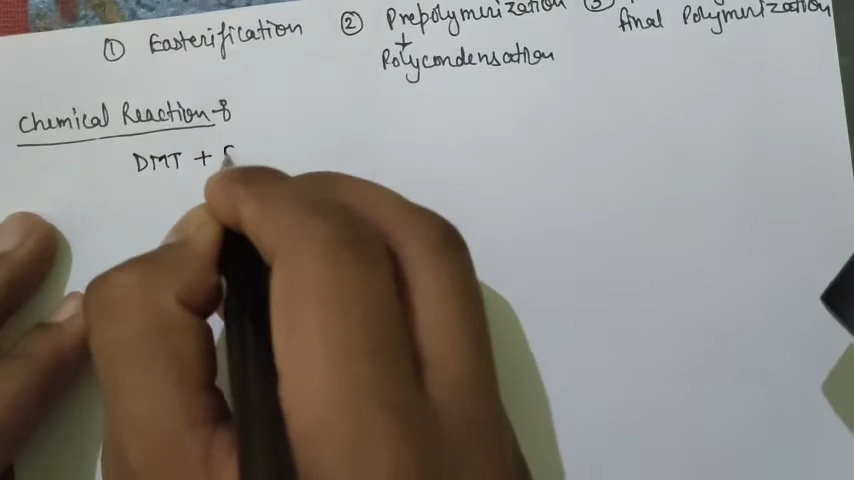 ① Easterification ② Prepolymerization ③
+
Polycondensation
final Polymerization
Chemical Reaction :-
DMT +